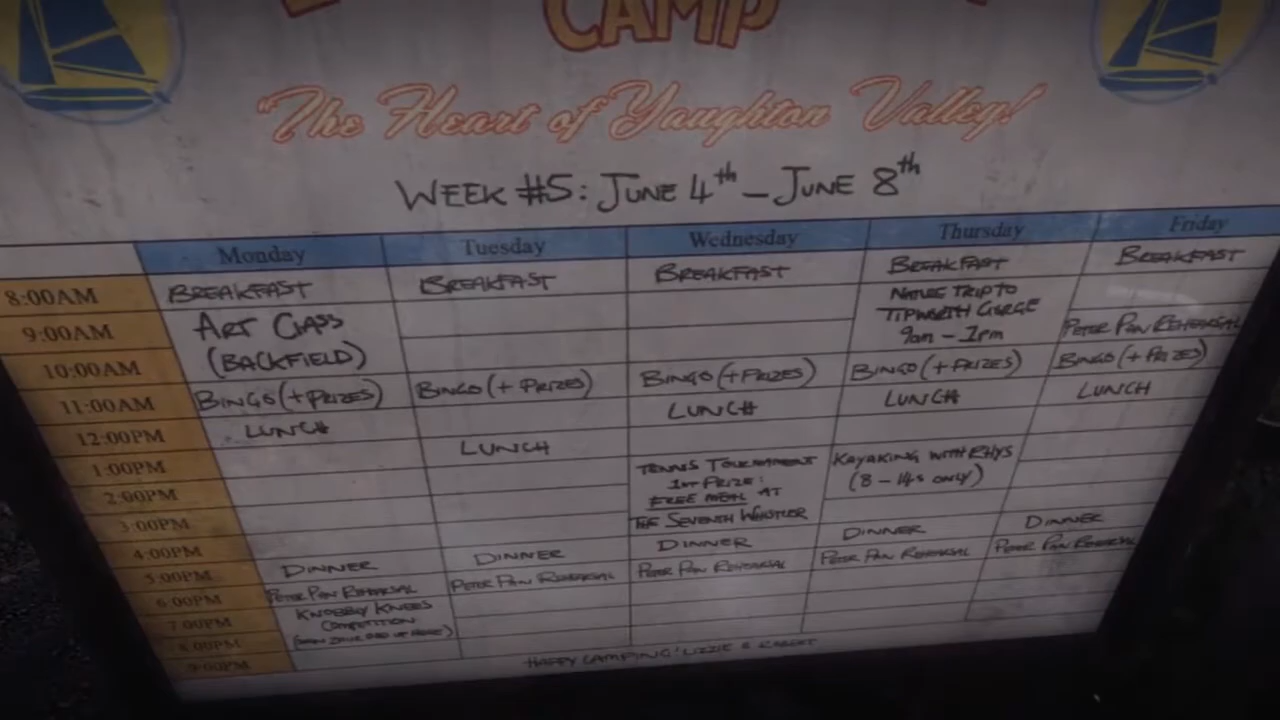 CAMP
"The Heart of Yaughton Valley!
WEEK #5: JUNE 4th - JUNE 8th
Monday Tuesday Wednesday Thursday Friday
8:00AM BREAKFAST BREAKFAST BREAKFAST BREAKFAST BREAKFAST
9:00AM ART CLASS
(BACKFIELD)
NATURE TRIP TO
TIPWORTH GORGE
9am - 1pm
PETER PAN REHEARSAL
10:00AM
11:00AM BINGO (+ PRIZES) BINGO (+ PRIZES) BINGO (+ PRIZES) BINGO (+ PRIZES) BINGO (+ PRIZES)
12:00PM LUNCH LUNCH LUNCH LUNCH
1:00PM LUNCH
2:00PM
TENNIS TOURNAMENT
1ST PRIZE:
FREE MEAL AT
THE SEVENTH WHISTLER
KAYAKING WITH RHYS
(8 - 14s ONLY)
3:00PM
4:00PM
5:00PM DINNER DINNER DINNER DINNER DINNER
6:00PM PETER PAN REHEARSAL PETER PAN REHEARSAL PETER PAN REHEARSAL PETER PAN REHEARSAL PETER PAN REHEARSAL
7:00PM KNOBBLY KNEES
COMPETITION
8:00PM
9:00PM
HAPPY CAMPING! LIZZIE &